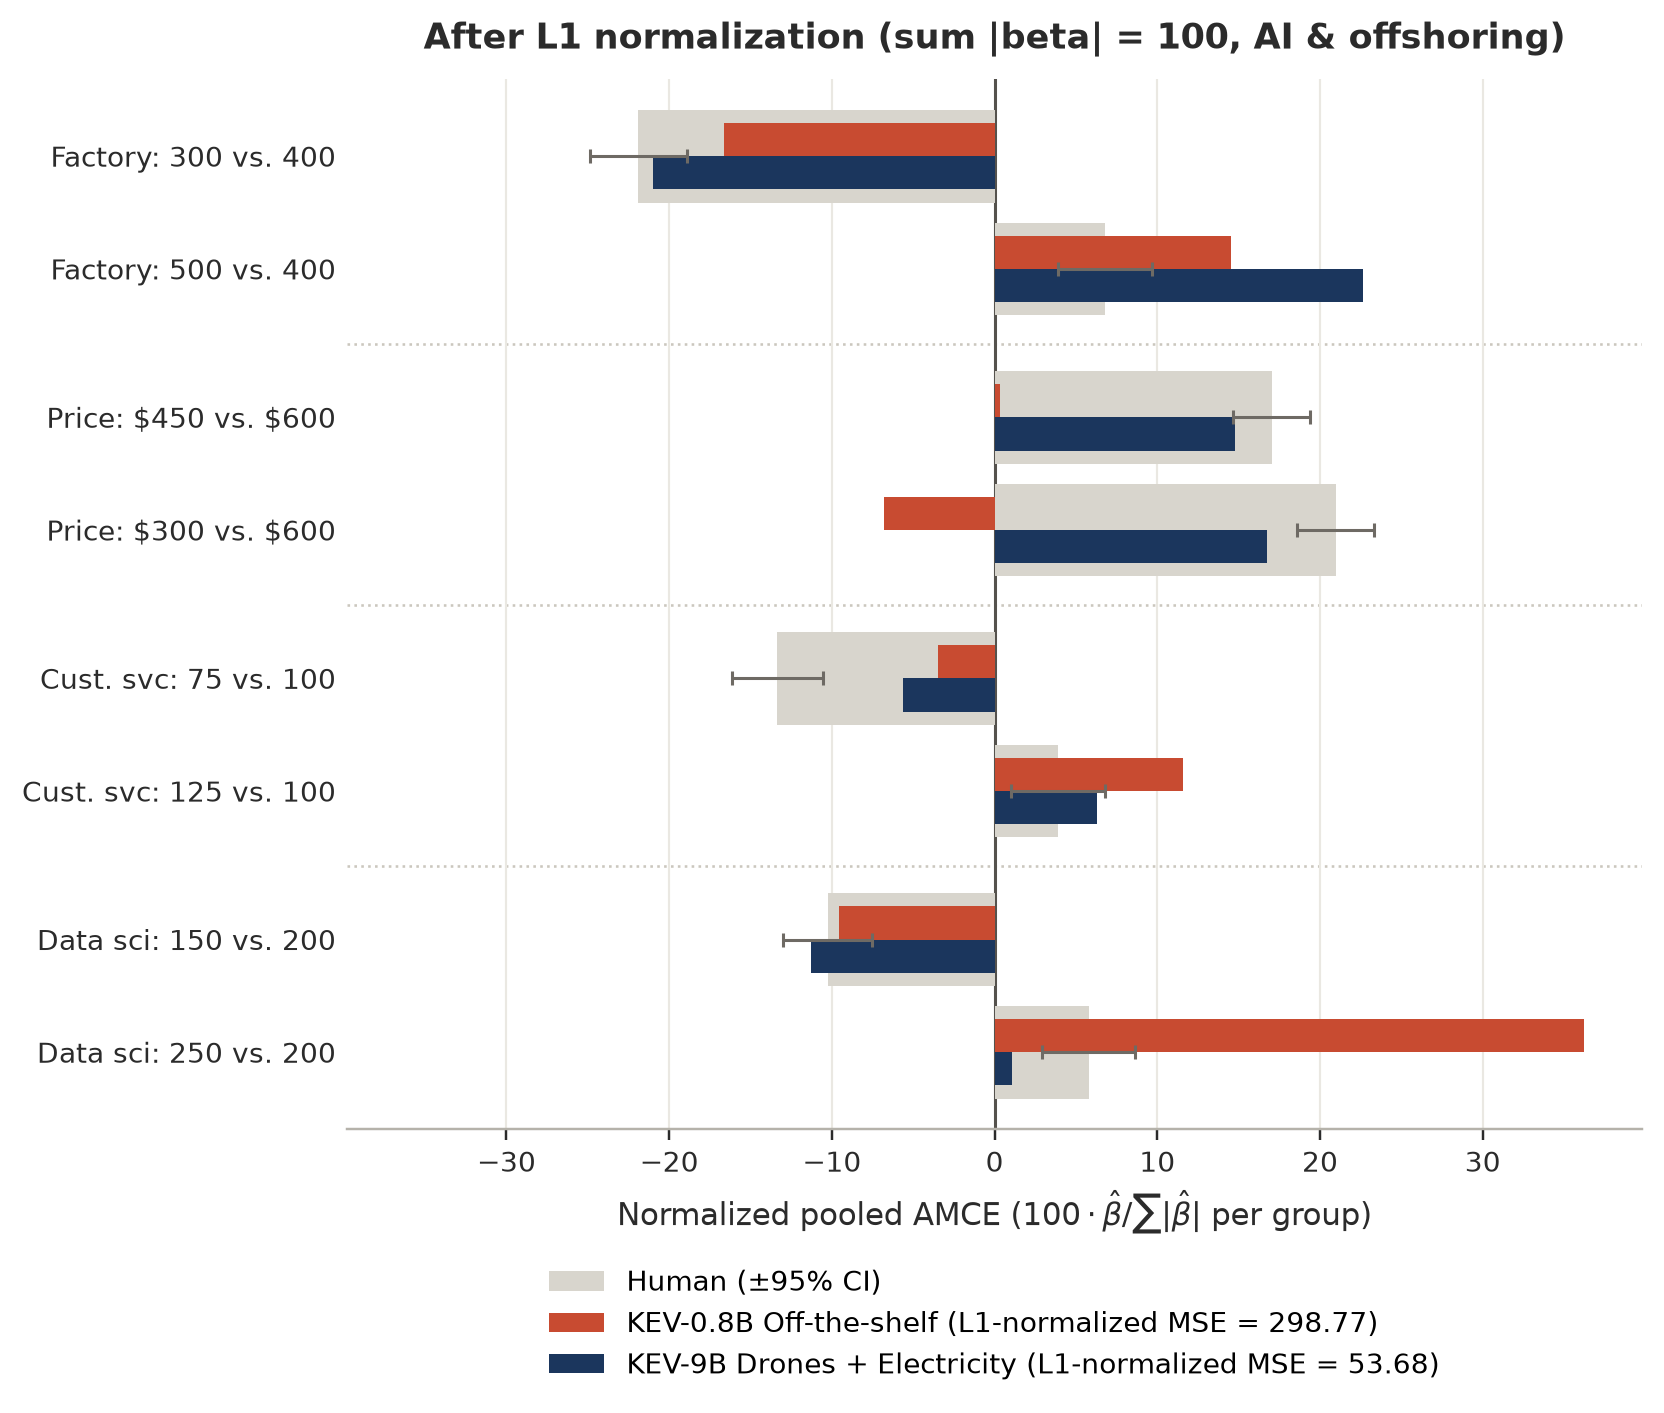 After L1 normalization (sum |beta| = 100, AI & offshoring)
Factory: 300 vs. 400
Factory: 500 vs. 400
Price: $450 vs. $600
Price: $300 vs. $600
Cust. svc: 75 vs. 100
Cust. svc: 125 vs. 100
Data sci: 150 vs. 200
Data sci: 250 vs. 200
−30 −20 −10 0 10 20 30
Normalized pooled AMCE (100 · β̂/∑|β̂| per group)
Human (±95% CI)
KEV-0.8B Off-the-shelf (L1-normalized MSE = 298.77)
KEV-9B Drones + Electricity (L1-normalized MSE = 53.68)